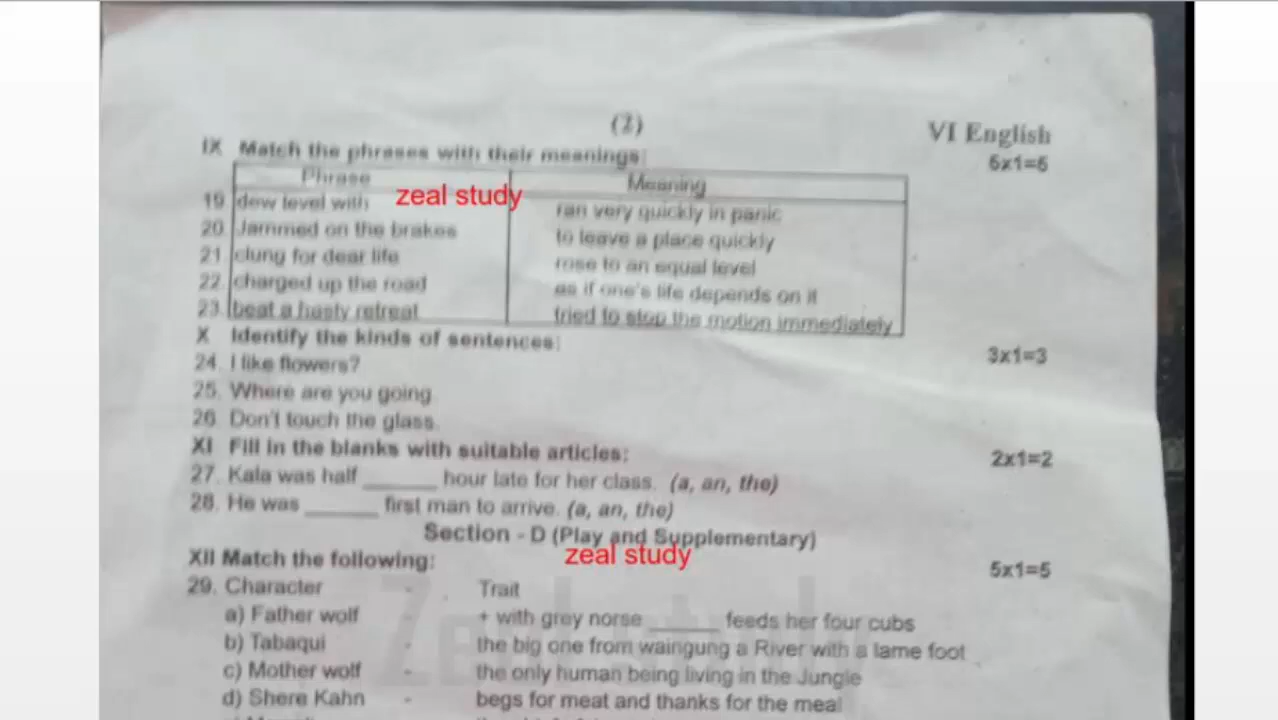 (2)
VI English
IX Match the phrases with their meanings:
5x1=5
Phrase Meaning
zeal study
19. dew level with ran very quickly in panic
20. Jammed on the brakes to leave a place quickly
21. clung for dear life rose to an equal level
22. charged up the road as if one's life depends on it
23. beat a hasty retreat tried to stop the motion immediately
X Identify the kinds of sentences:
3x1=3
24. I like flowers?
25. Where are you going.
26. Don't touch the glass.
XI Fill in the blanks with suitable articles:
2x1=2
27. Kala was half ______ hour late for her class. (a, an, the)
28. He was ______ first man to arrive. (a, an, the)
Section - D (Play and Supplementary)
zeal study
XII Match the following:
5x1=5
29. Character - Trait
a) Father wolf - + with grey norse ______ feeds her four cubs
b) Tabaqui - the big one from waingung a River with a lame foot
c) Mother wolf - the only human being living in the Jungle
d) Shere Kahn - begs for meat and thanks for the meal